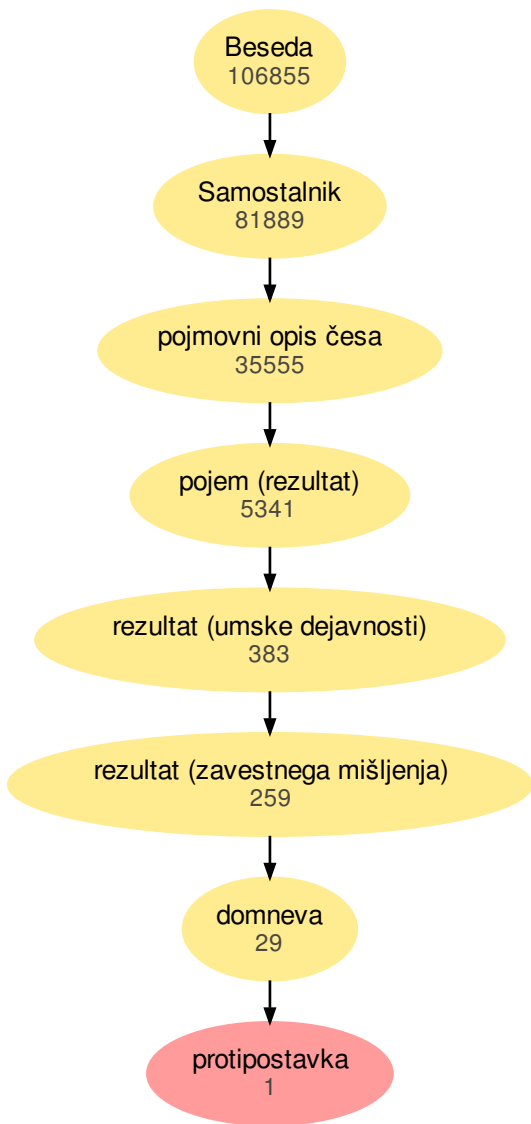 Beseda
106855
Samostalnik
81889
pojmovni opis česa
35555
pojem (rezultat)
5341
rezultat (umske dejavnosti)
383
rezultat (zavestnega mišljenja)
259
domneva
29
protipostavka
1